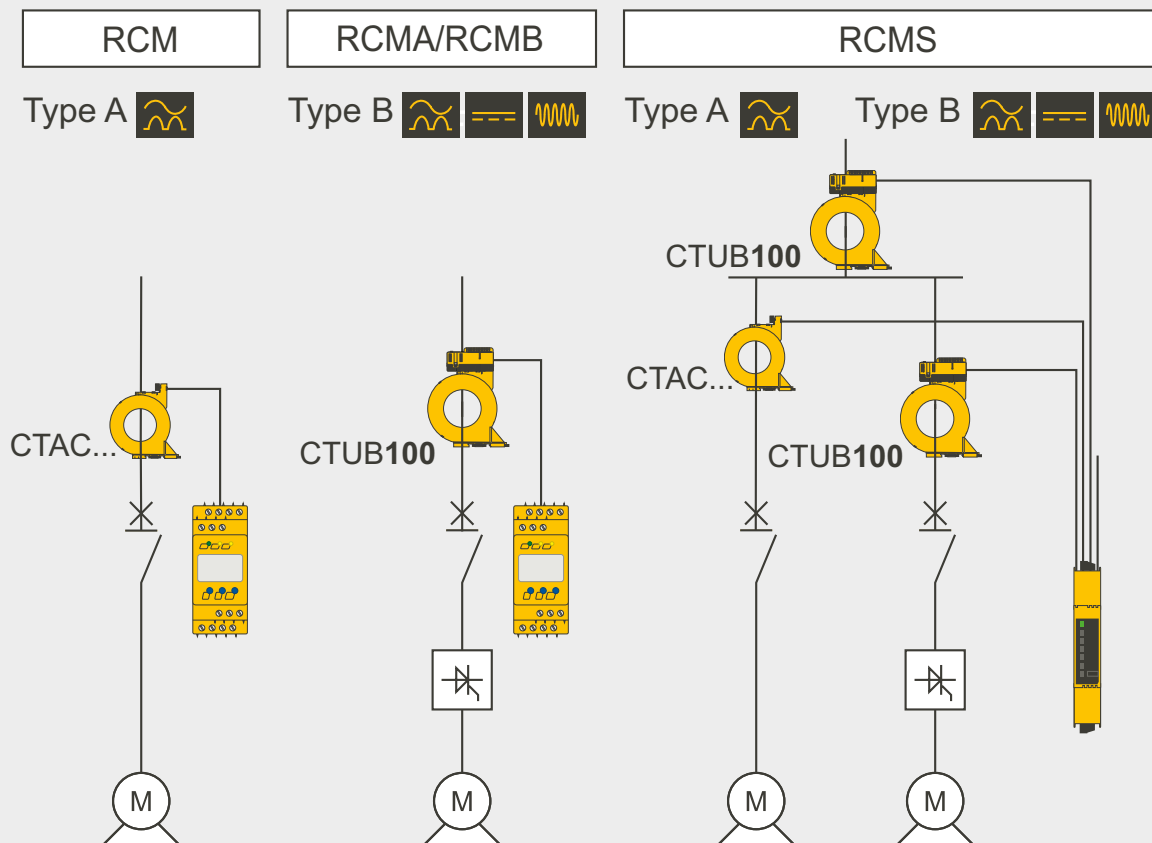 RCM
RCMA/RCMB
RCMS
Type A
Type B
Type A
Type B
CTUB100
CTAC...
CTAC...
CTUB100
CTUB100
M
M
M
M